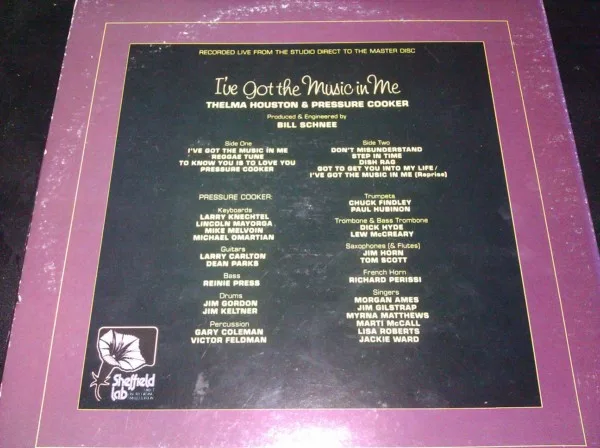 RECORDED LIVE FROM THE STUDIO DIRECT TO THE MASTER DISC
I've Got the Music in Me
THELMA HOUSTON & PRESSURE COOKER
Produced & Engineered by
BILL SCHNEE
Side One
I'VE GOT THE MUSIC IN ME
REGGAE TUNE
TO KNOW YOU IS TO LOVE YOU
PRESSURE COOKER
Side Two
DON'T MISUNDERSTAND
STEP IN TIME
DISH RAG
GOT TO GET YOU INTO MY LIFE /
I'VE GOT THE MUSIC IN ME (Reprise)
PRESSURE COOKER:
Keyboards
LARRY KNECHTEL
LINCOLN MAYORGA
MIKE MELVOIN
MICHAEL OMARTIAN
Guitars
LARRY CARLTON
DEAN PARKS
Bass
REINIE PRESS
Drums
JIM GORDON
JIM KELTNER
Percussion
GARY COLEMAN
VICTOR FELDMAN
Trumpets
CHUCK FINDLEY
PAUL HUBINON
Trombone & Bass Trombone
DICK HYDE
LEW McCREARY
Saxophones (& Flutes)
JIM HORN
TOM SCOTT
French Horn
RICHARD PERISSI
Singers
MORGAN AMES
JIM GILSTRAP
MYRNA MATTHEWS
MARTI McCALL
LISA ROBERTS
JACKIE WARD
Sheffield
lab